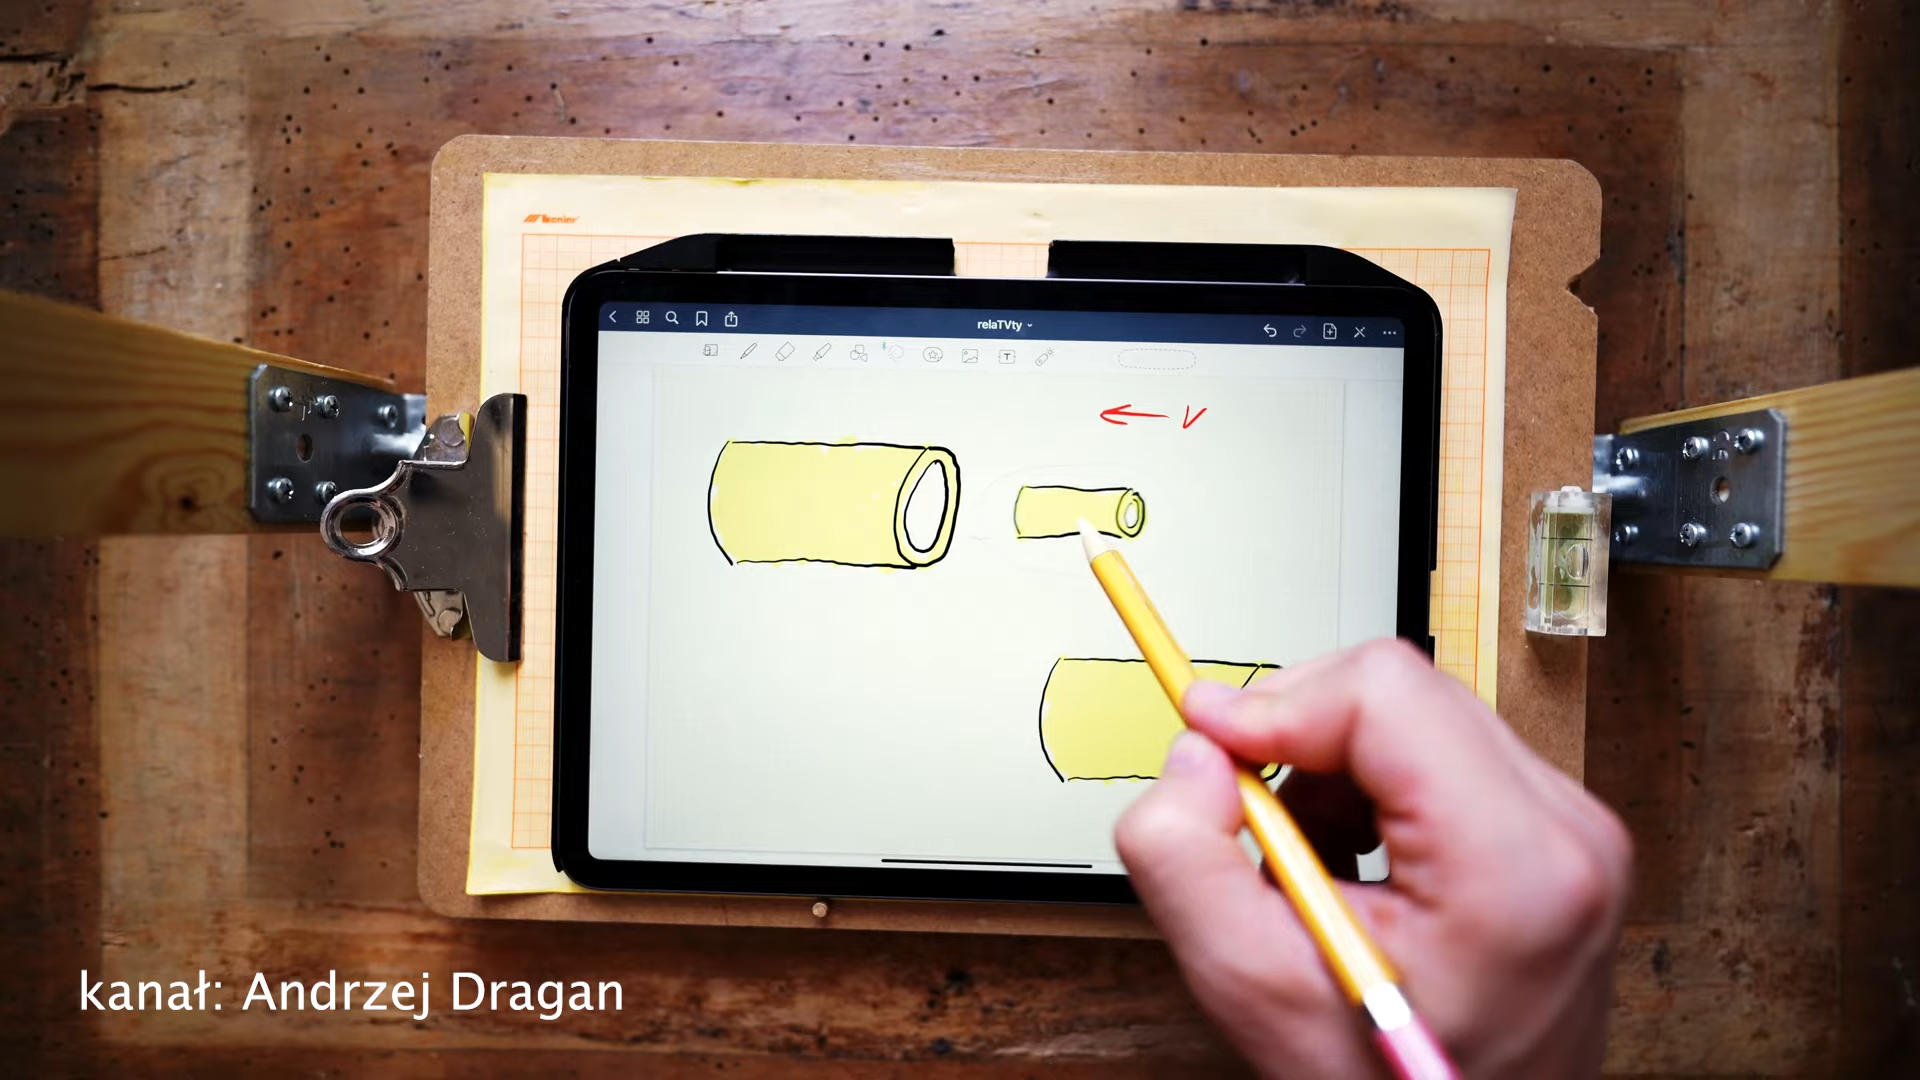 relaTVty
T
V
kanał: Andrzej Dragan